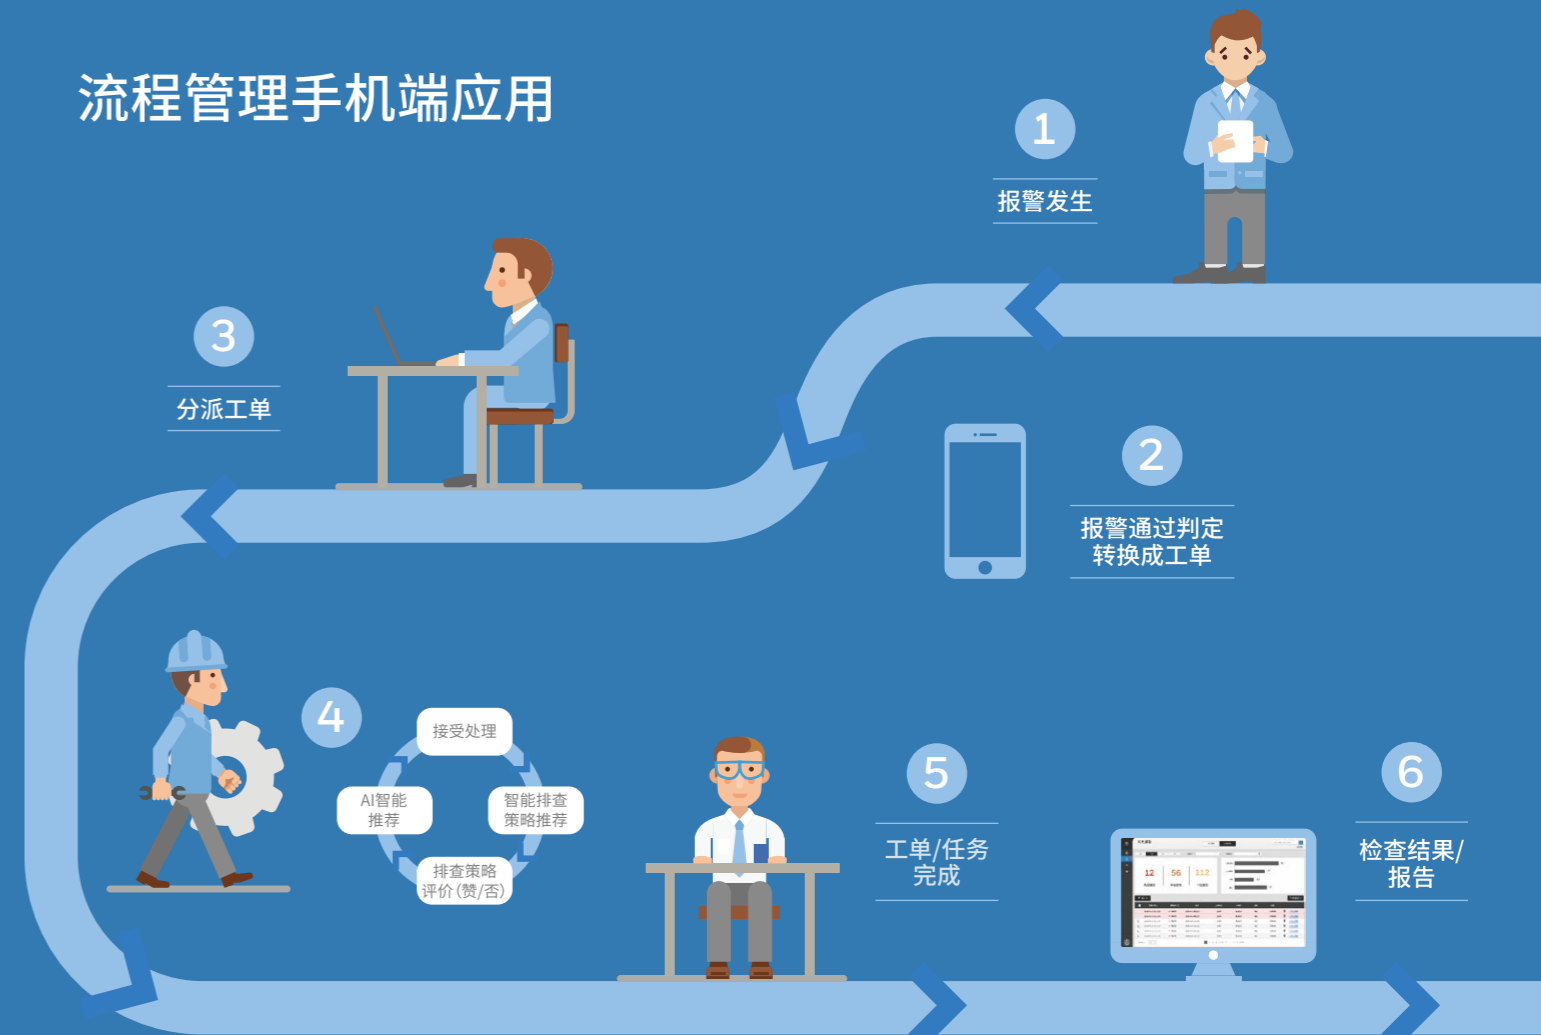 流程管理手机端应用
1
报警发生
2
报警通过判定
转换成工单
3
分派工单
4
接受处理
智能排查
策略推荐
排查策略
评价(赞/否)
AI智能
推荐
5
工单/任务
完成
6
检查结果/
报告
12
56
112